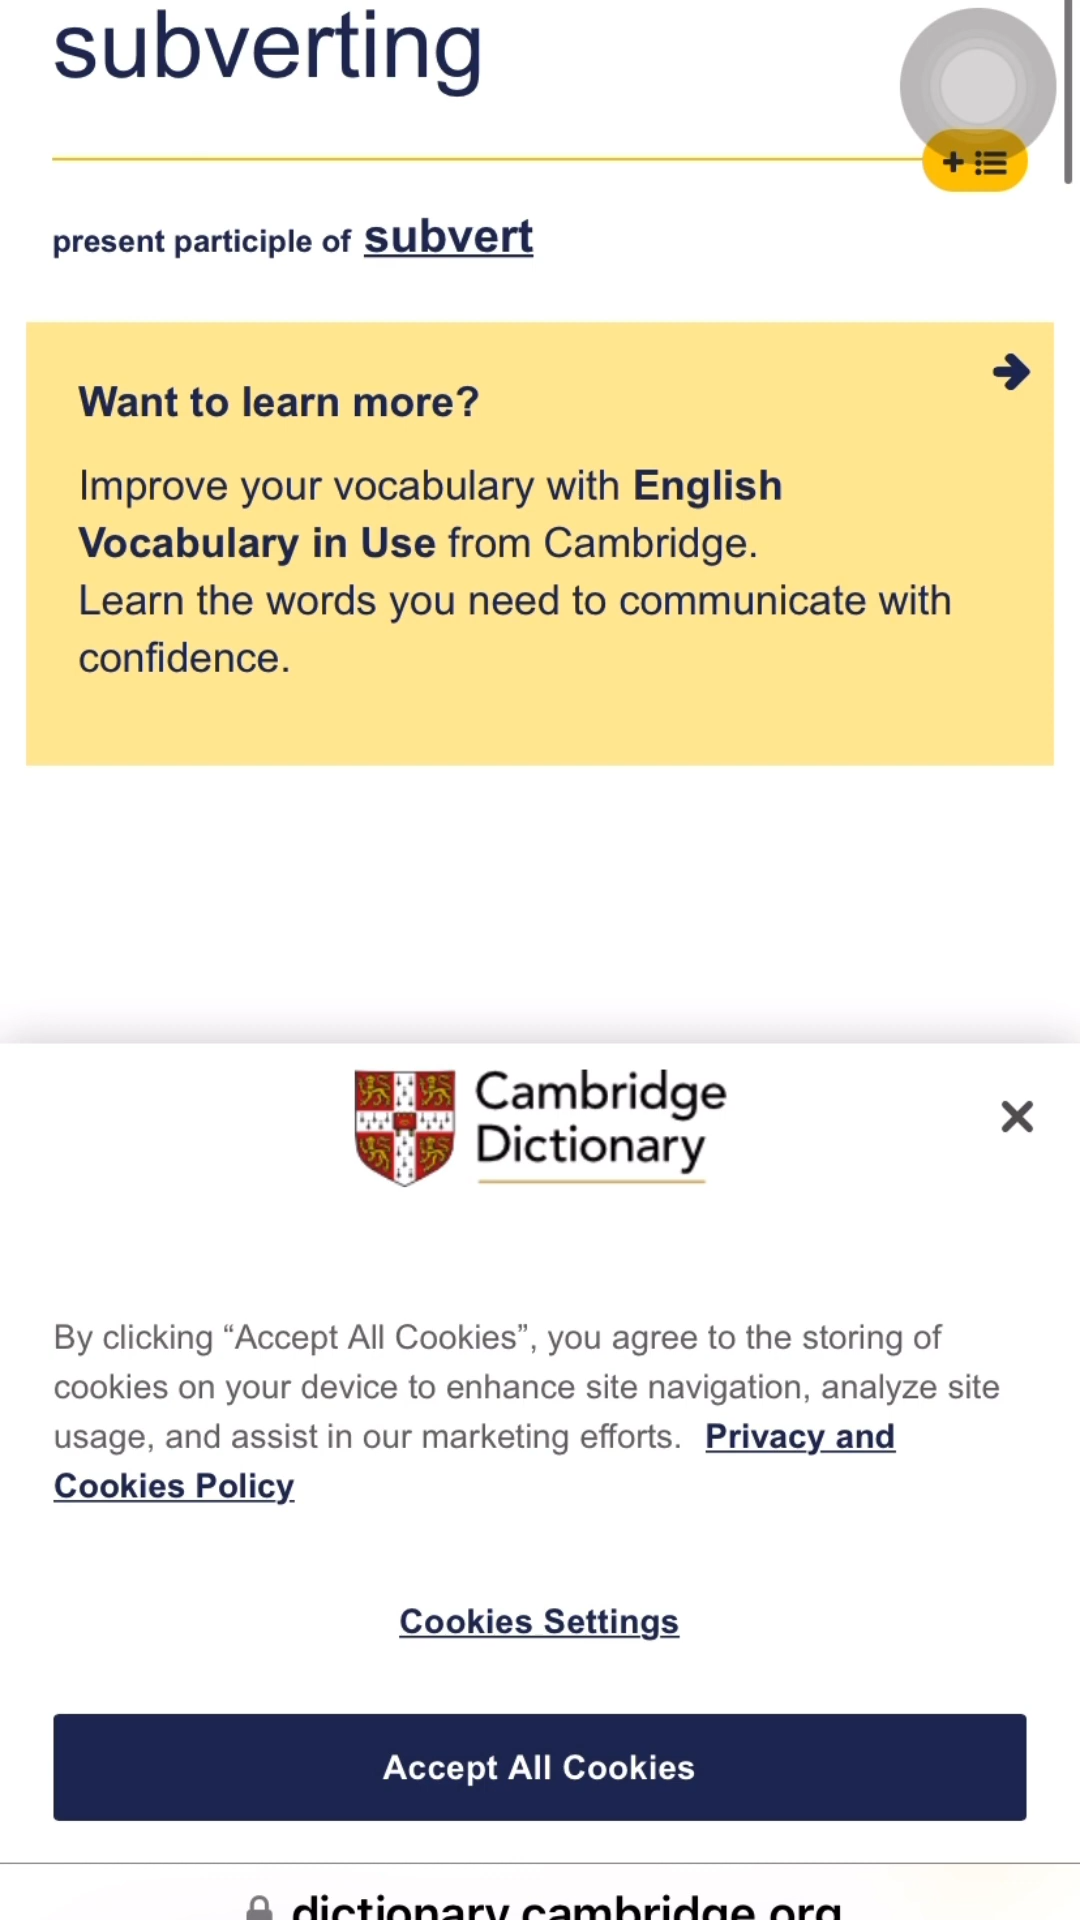 subverting
+
present participle of subvert
Want to learn more?
Improve your vocabulary with English
Vocabulary in Use from Cambridge.
Learn the words you need to communicate with
confidence.
Cambridge
Dictionary
By clicking “Accept All Cookies”, you agree to the storing of
cookies on your device to enhance site navigation, analyze site
usage, and assist in our marketing efforts. Privacy and
Cookies Policy
Cookies Settings
Accept All Cookies
dictionary.cambridge.org